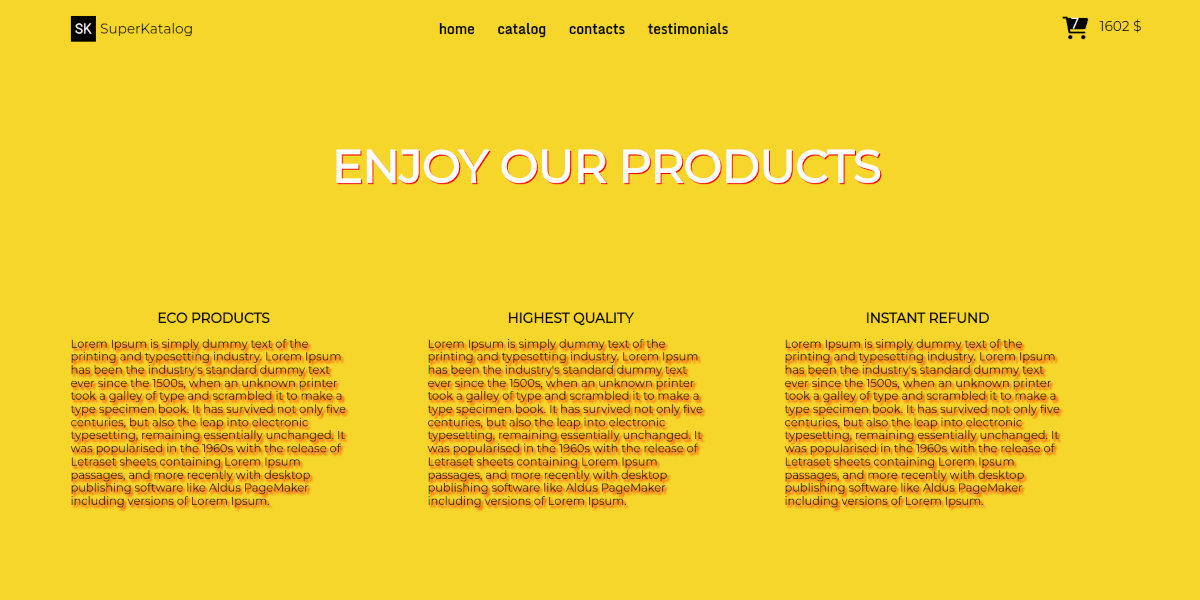 SK SuperKatalog
home catalog contacts testimonials
7 1602 $
ENJOY OUR PRODUCTS
ECO PRODUCTS
Lorem Ipsum is simply dummy text of the
printing and typesetting industry. Lorem Ipsum
has been the industry's standard dummy text
ever since the 1500s, when an unknown printer
took a galley of type and scrambled it to make a
type specimen book. It has survived not only five
centuries, but also the leap into electronic
typesetting, remaining essentially unchanged. It
was popularised in the 1960s with the release of
Letraset sheets containing Lorem Ipsum
passages, and more recently with desktop
publishing software like Aldus PageMaker
including versions of Lorem Ipsum.
HIGHEST QUALITY
Lorem Ipsum is simply dummy text of the
printing and typesetting industry. Lorem Ipsum
has been the industry's standard dummy text
ever since the 1500s, when an unknown printer
took a galley of type and scrambled it to make a
type specimen book. It has survived not only five
centuries, but also the leap into electronic
typesetting, remaining essentially unchanged. It
was popularised in the 1960s with the release of
Letraset sheets containing Lorem Ipsum
passages, and more recently with desktop
publishing software like Aldus PageMaker
including versions of Lorem Ipsum.
INSTANT REFUND
Lorem Ipsum is simply dummy text of the
printing and typesetting industry. Lorem Ipsum
has been the industry's standard dummy text
ever since the 1500s, when an unknown printer
took a galley of type and scrambled it to make a
type specimen book. It has survived not only five
centuries, but also the leap into electronic
typesetting, remaining essentially unchanged. It
was popularised in the 1960s with the release of
Letraset sheets containing Lorem Ipsum
passages, and more recently with desktop
publishing software like Aldus PageMaker
including versions of Lorem Ipsum.